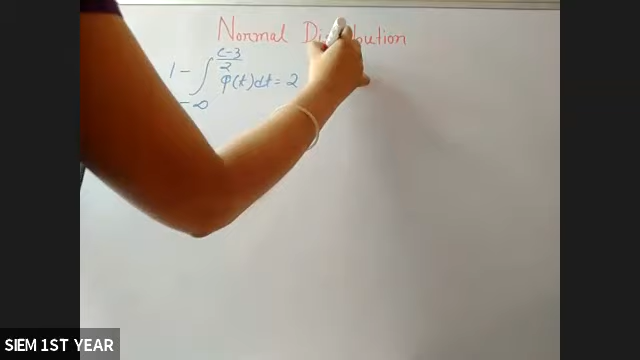 Normal Distribution
1 - ∫_{-∞}^{(c-3)/2} φ(t)dt = 2
SIEM 1ST YEAR